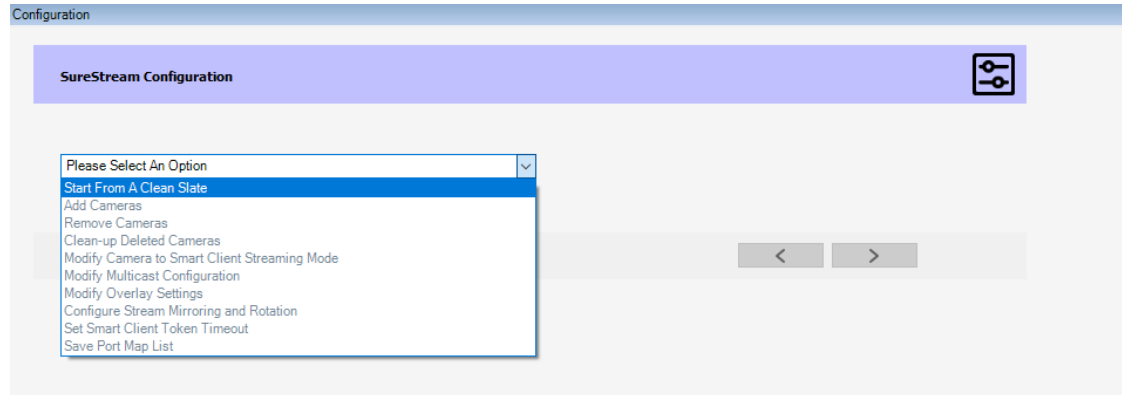 Configuration
SureStream Configuration
Please Select An Option
Start From A Clean Slate
Add Cameras
Remove Cameras
Clean-up Deleted Cameras
Modify Camera to Smart Client Streaming Mode
Modify Multicast Configuration
Modify Overlay Settings
Configure Stream Mirroring and Rotation
Set Smart Client Token Timeout
Save Port Map List